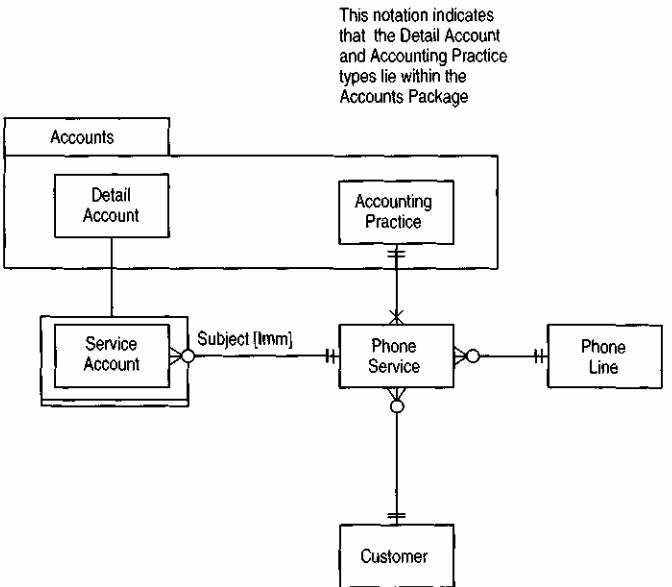 This notation indicates
that the Detail Account
and Accounting Practice
types lie within the
Accounts Package
Accounts
Detail
Account
Accounting
Practice
Service
Account
Subject [Imm]
Phone
Service
Phone
Line
Customer